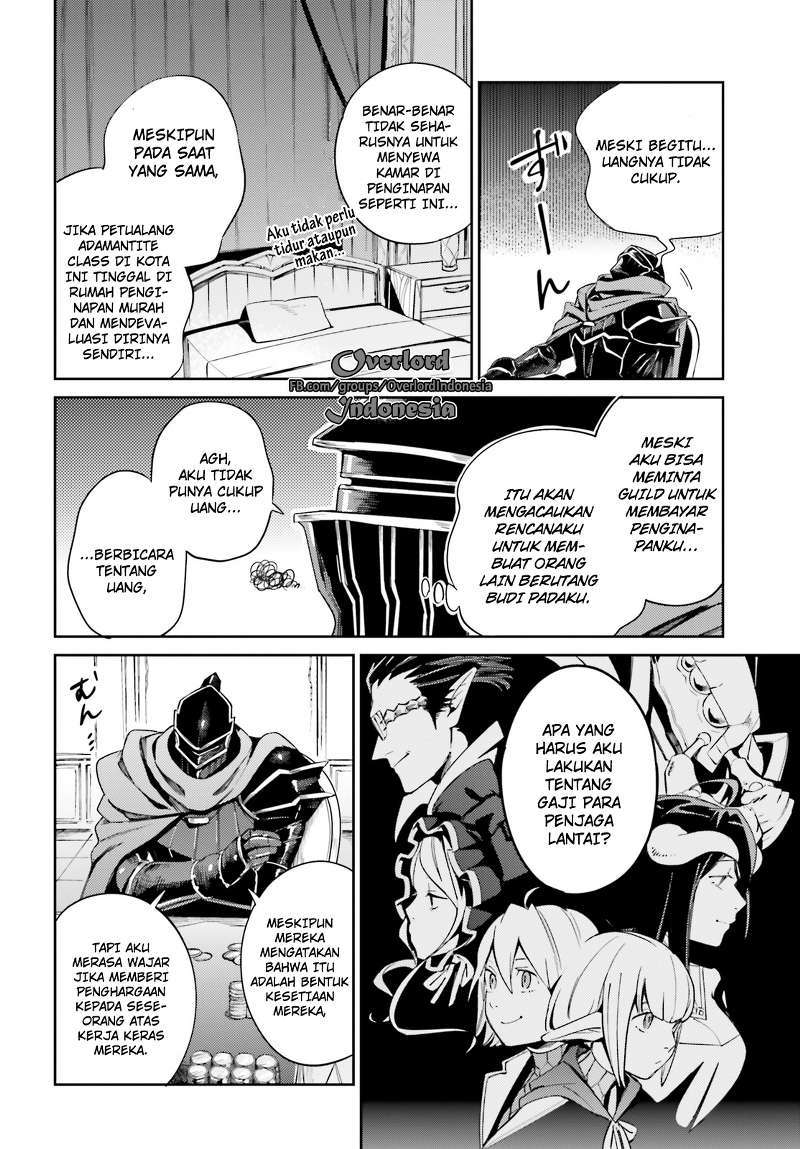 MESKI BEGITU...
UANGNYA TIDAK
CUKUP.
ずーん
BENAR-BENAR
TIDAK SEHA-
RUSNYA UNTUK
MENYEWA
KAMAR DI
PENGINAPAN
SEPERTI INI...
Aku tidak perlu
tidur ataupun
makan...
MESKIPUN
PADA SAAT
YANG SAMA,
JIKA PETUALANG
ADAMANTITE
CLASS DI KOTA
INI TINGGAL DI
RUMAH PENGI-
NAPAN MURAH
DAN MENDEVA-
LUASI DIRINYA
SENDIRI...
Overlord
FB.com/groups/OverlordIndonesia
Indonesia
MESKI
AKU BISA
MEMINTA
GUILD UNTUK
MEMBAYAR
PENGINA-
PANKU...
ITU AKAN
MENGACAUKAN
RENCANAKU
UNTUK MEM-
BUAT ORANG
LAIN BERUTANG
BUDI PADAKU.
AGH,
AKU TIDAK
PUNYA CUKUP
UANG...
...BERBICARA
TENTANG
UANG,
APA YANG
HARUS AKU
LAKUKAN
TENTANG
GAJI PARA
PENJAGA
LANTAI?
むん...
MESKIPUN
MEREKA
MENGATAKAN
BAHWA ITU
ADALAH BENTUK
KESETIAAN
MEREKA,
TAPI AKU
MERASA WAJAR
JIKA MEMBERI
PENGHARGAAN
KEPADA SESE-
ORANG ATAS
KERJA KERAS
MEREKA.